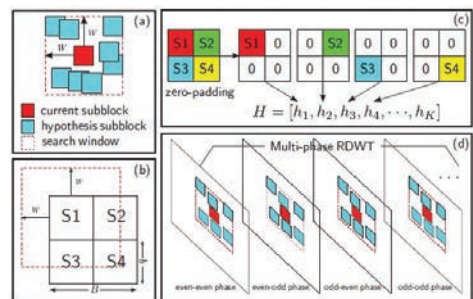 (a)
w
w
current subblock
hypothesis subblock
search window
(b)
w
w
S1 S2
S3 S4
b
B
(c)
S1 S2 S1 0 0 S2 0 0 0 0
S3 S4 0 0 0 0 S3 0 0 S4
zero-padding
H = [h₁, h₂, h₃, h₄, ···, h_K]
(d)
Multi-phase RDWT
· · ·
even-even phase even-odd phase odd-even phase odd-odd phase